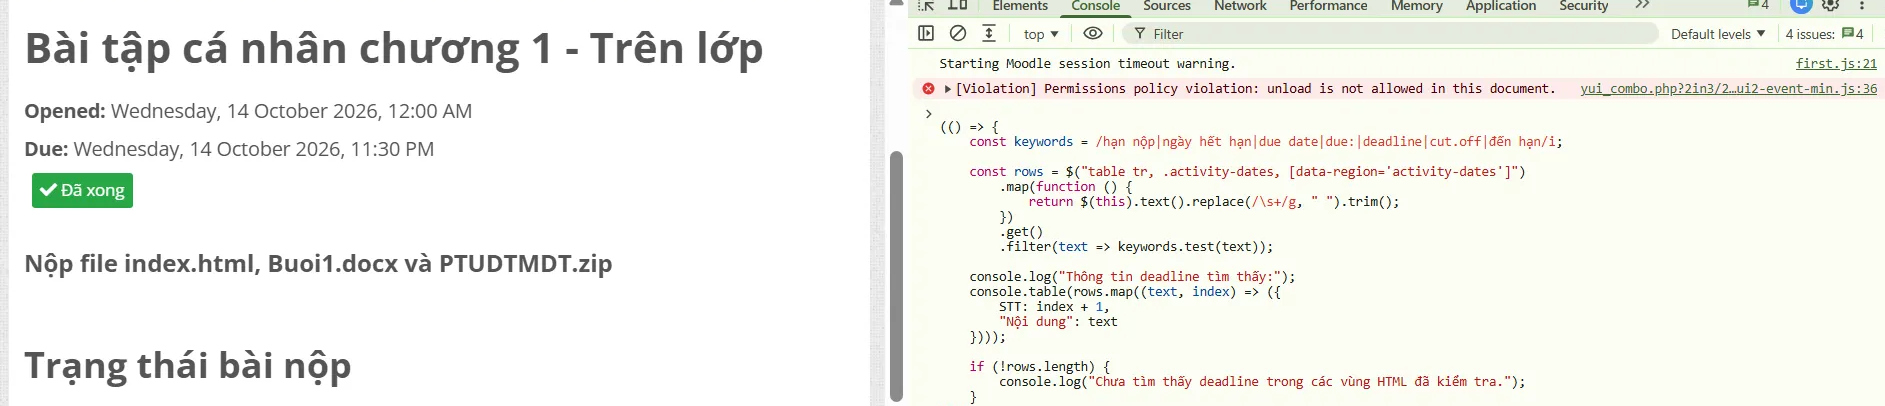 Bài tập cá nhân chương 1 - Trên lớp
Opened: Wednesday, 14 October 2026, 12:00 AM
Due: Wednesday, 14 October 2026, 11:30 PM
Đã xong
Nộp file index.html, Buoi1.docx và PTUDTMDT.zip
Trạng thái bài nộp
Elements Console Sources Network Performance Memory Application Security 4
top Filter Default levels 4 issues: 4
Starting Moodle session timeout warning. first.js:21
[Violation] Permissions policy violation: unload is not allowed in this document. yui_combo.php?2in3/2…ui2-event-min.js:36
(() => {
const keywords = /hạn nộp|ngày hết hạn|due date|due:|deadline|cut.off|đến hạn/i;
const rows = $("table tr, .activity-dates, [data-region='activity-dates']")
.map(function () {
return $(this).text().replace(/\s+/g, " ").trim();
})
.get()
.filter(text => keywords.test(text));
console.log("Thông tin deadline tìm thấy:");
console.table(rows.map((text, index) => ({
STT: index + 1,
"Nội dung": text
})));
if (!rows.length) {
console.log("Chưa tìm thấy deadline trong các vùng HTML đã kiểm tra.");
}